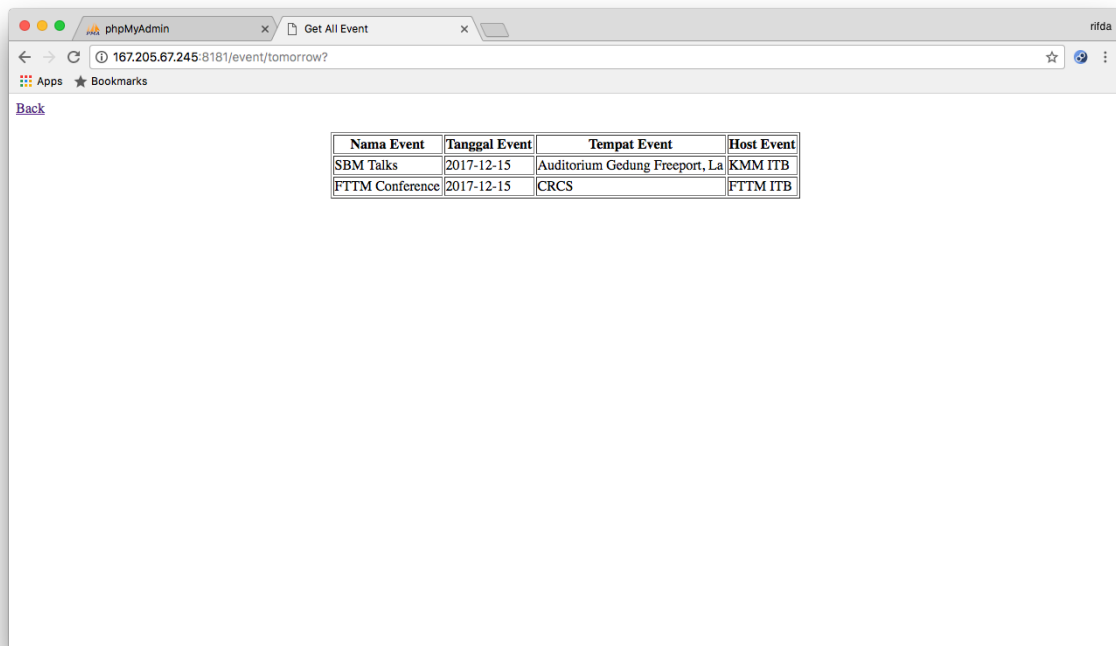 phpMyAdmin
Get All Event
rifda
167.205.67.245:8181/event/tomorrow?
Apps Bookmarks
Back
Nama Event Tanggal Event Tempat Event Host Event
SBM Talks 2017-12-15 Auditorium Gedung Freeport, La KMM ITB
FTTM Conference 2017-12-15 CRCS FTTM ITB